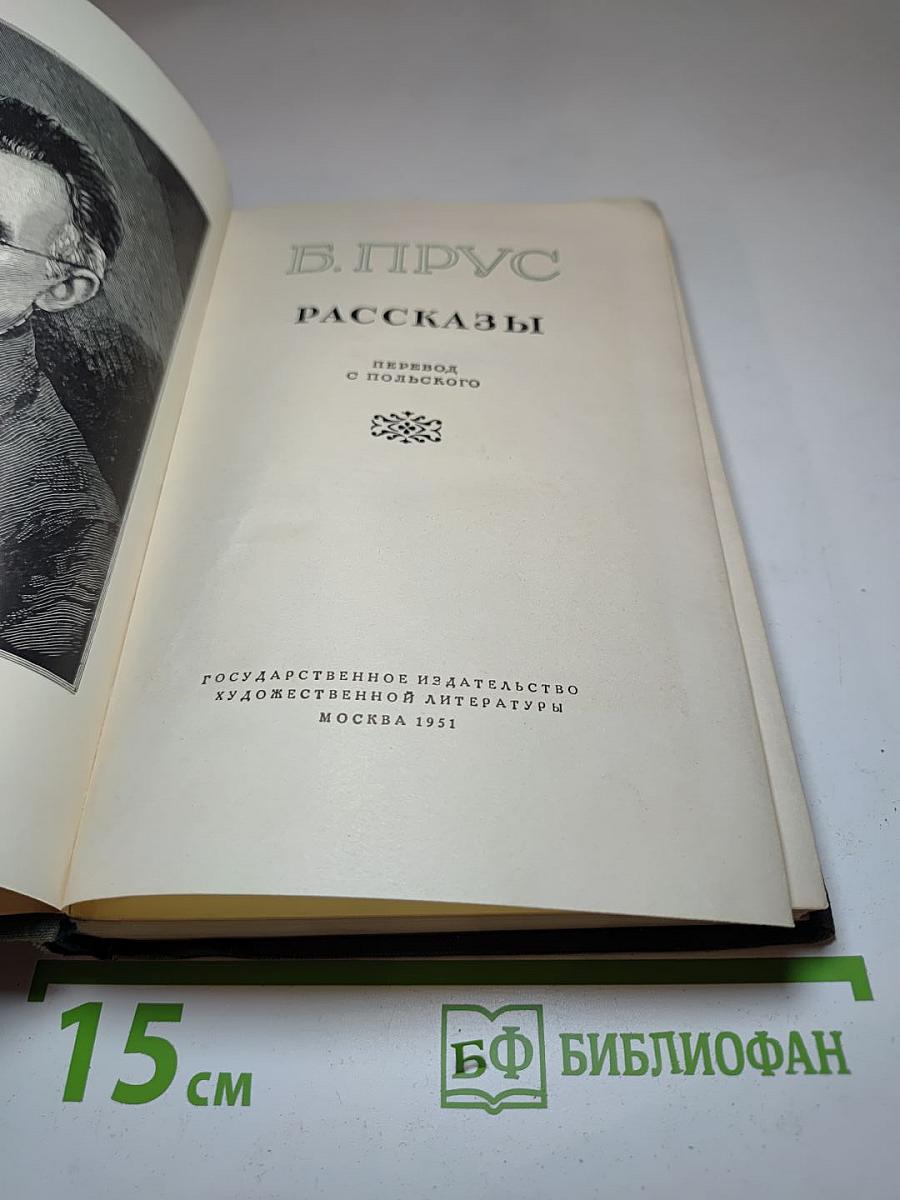 Б. ПРУС
РАССКАЗЫ
ПЕРЕВОД
С ПОЛЬСКОГО
ГОСУДАРСТВЕННОЕ ИЗДАТЕЛЬСТВО
ХУДОЖЕСТВЕННОЙ ЛИТЕРАТУРЫ
МОСКВА 1951
15 см
БФ БИБЛИОФАН